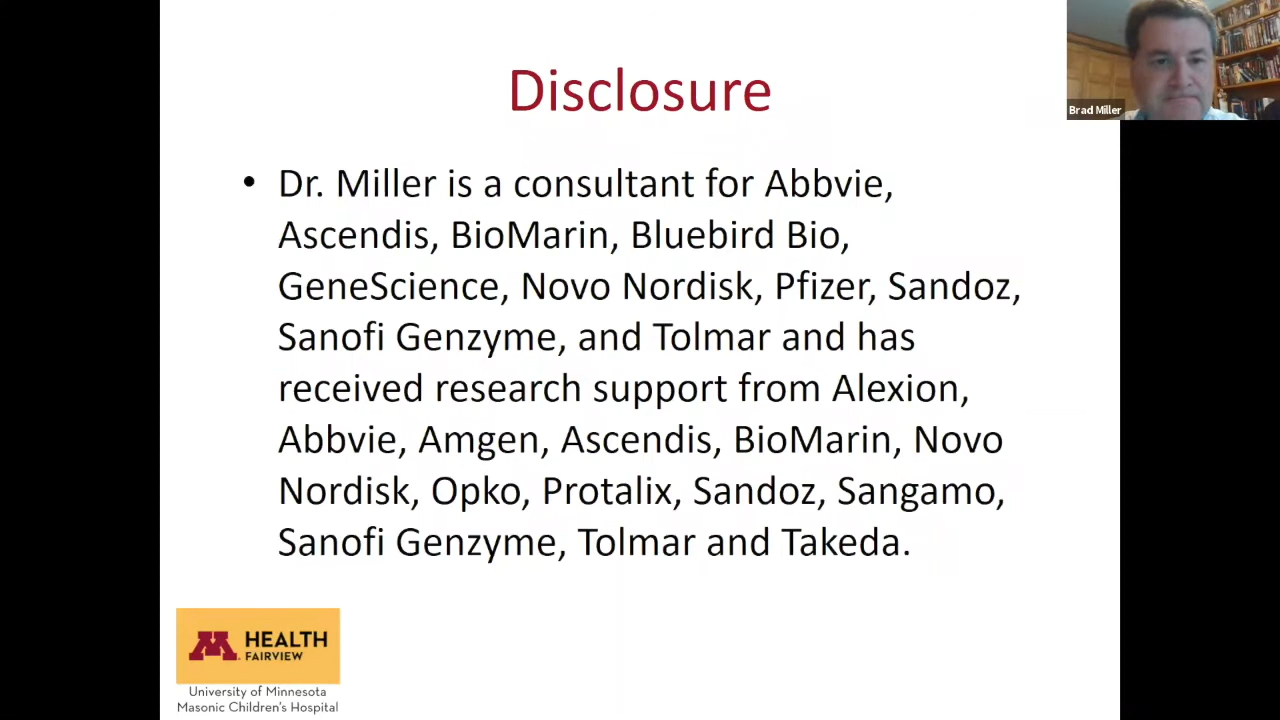 Disclosure
Brad Miller
• Dr. Miller is a consultant for Abbvie,
Ascendis, BioMarin, Bluebird Bio,
GeneScience, Novo Nordisk, Pfizer, Sandoz,
Sanofi Genzyme, and Tolmar and has
received research support from Alexion,
Abbvie, Amgen, Ascendis, BioMarin, Novo
Nordisk, Opko, Protalix, Sandoz, Sangamo,
Sanofi Genzyme, Tolmar and Takeda.
M HEALTH
FAIRVIEW
University of Minnesota
Masonic Children's Hospital